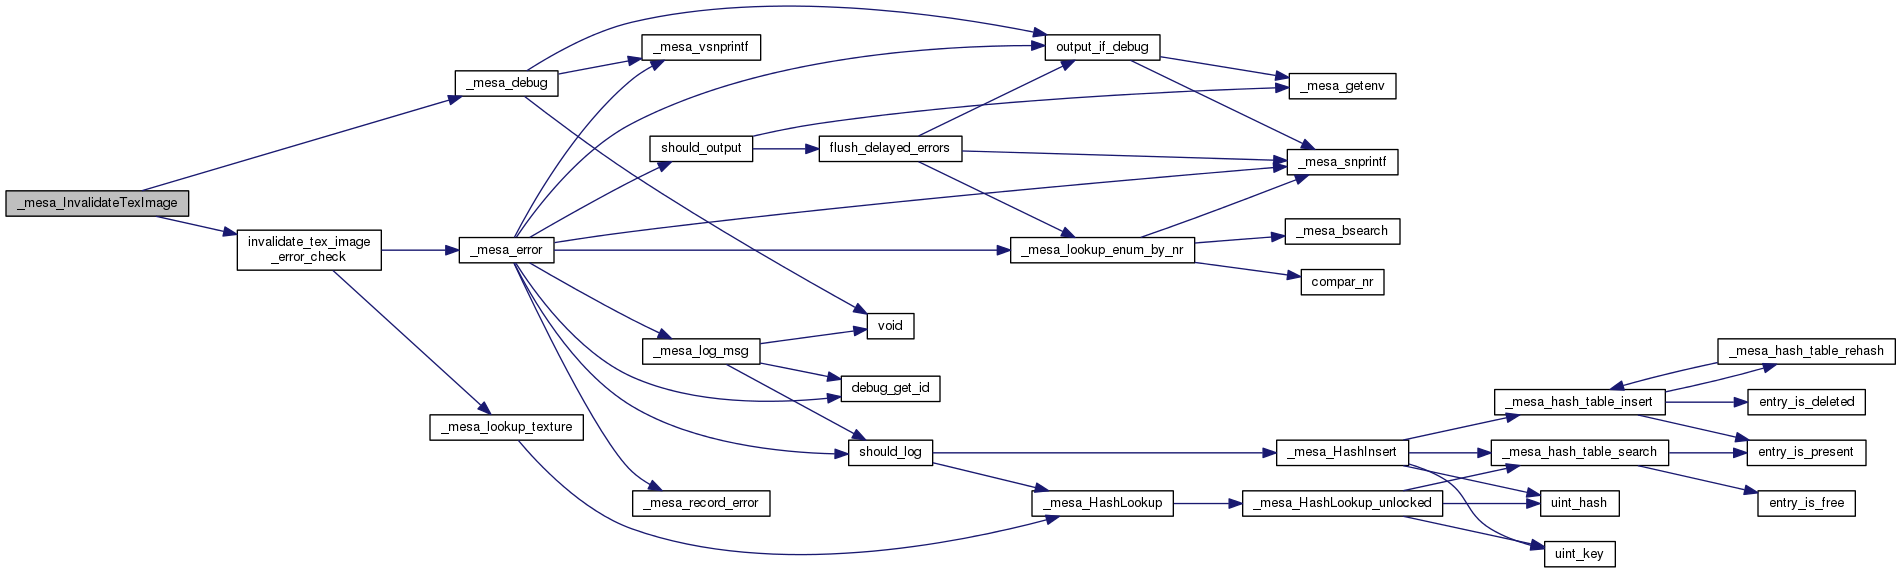 _mesa_InvalidateTexImage
_mesa_debug
invalidate_tex_image
_error_check
_mesa_vsnprintf
_mesa_error
_mesa_lookup_texture
should_output
_mesa_log_msg
_mesa_record_error
flush_delayed_errors
void
debug_get_id
should_log
output_if_debug
_mesa_lookup_enum_by_nr
_mesa_HashLookup
_mesa_getenv
_mesa_snprintf
_mesa_bsearch
compar_nr
_mesa_HashInsert
_mesa_HashLookup_unlocked
_mesa_hash_table_insert
_mesa_hash_table_search
uint_hash
uint_key
_mesa_hash_table_rehash
entry_is_deleted
entry_is_present
entry_is_free